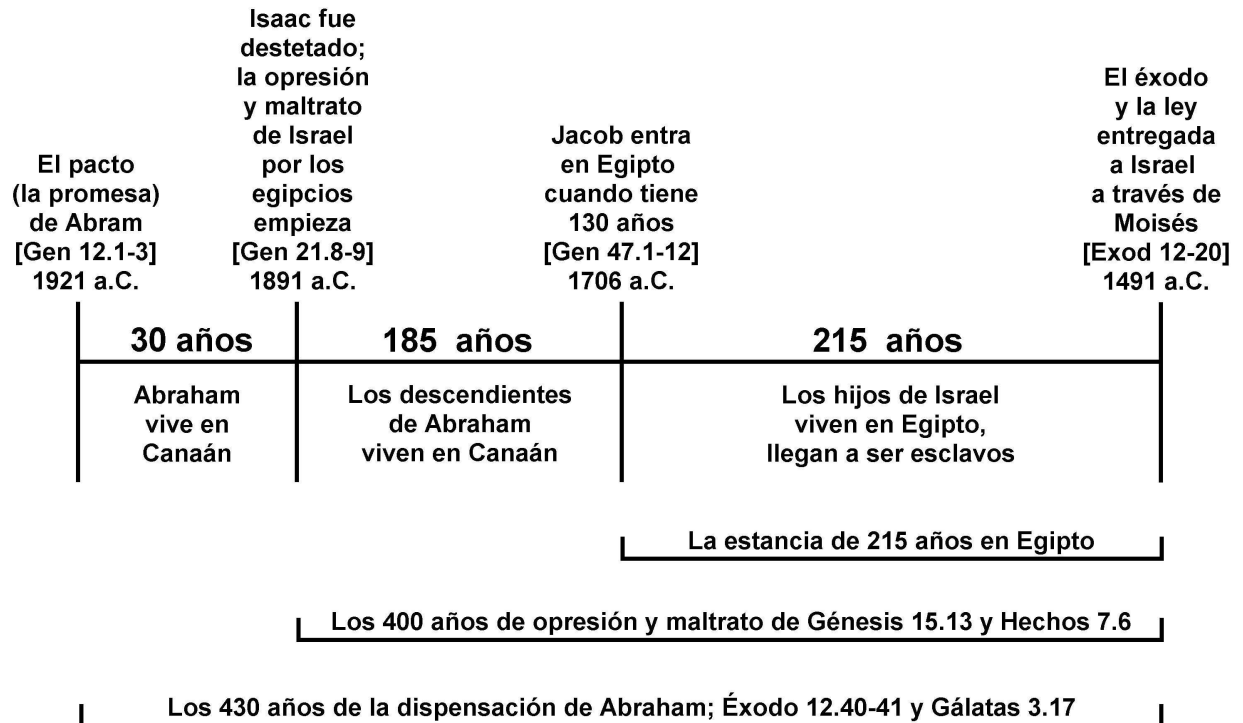 El pacto
(la promesa)
de Abram
[Gen 12.1-3]
1921 a.C.
Isaac fue
destetado;
la opresión
y maltrato
de Israel
por los
egipcios
empieza
[Gen 21.8-9]
1891 a.C.
Jacob entra
en Egipto
cuando tiene
130 años
[Gen 47.1-12]
1706 a.C.
El éxodo
y la ley
entregada
a Israel
a través de
Moisés
[Exod 12-20]
1491 a.C.
30 años
185 años
215 años
Abraham
vive en
Canaán
Los descendientes
de Abraham
viven en Canaán
Los hijos de Israel
viven en Egipto,
llegan a ser esclavos
La estancia de 215 años en Egipto
Los 400 años de opresión y maltrato de Génesis 15.13 y Hechos 7.6
Los 430 años de la dispensación de Abraham; Éxodo 12.40-41 y Gálatas 3.17